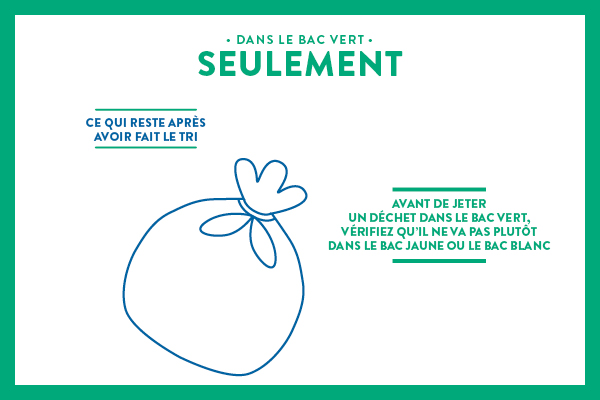 • DANS LE BAC VERT •
SEULEMENT
CE QUI RESTE APRÈS
AVOIR FAIT LE TRI
AVANT DE JETER
UN DÉCHET DANS LE BAC VERT,
VÉRIFIEZ QU'IL NE VA PAS PLUTÔT
DANS LE BAC JAUNE OU LE BAC BLANC